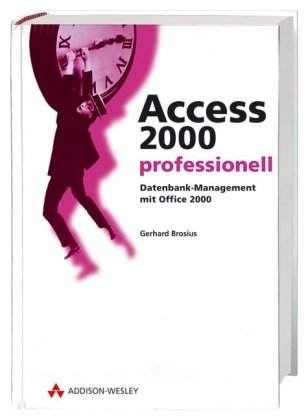 Access
2000
professionell
Datenbank-Management
mit Office 2000
Gerhard Brosius
ADDISON-WESLEY